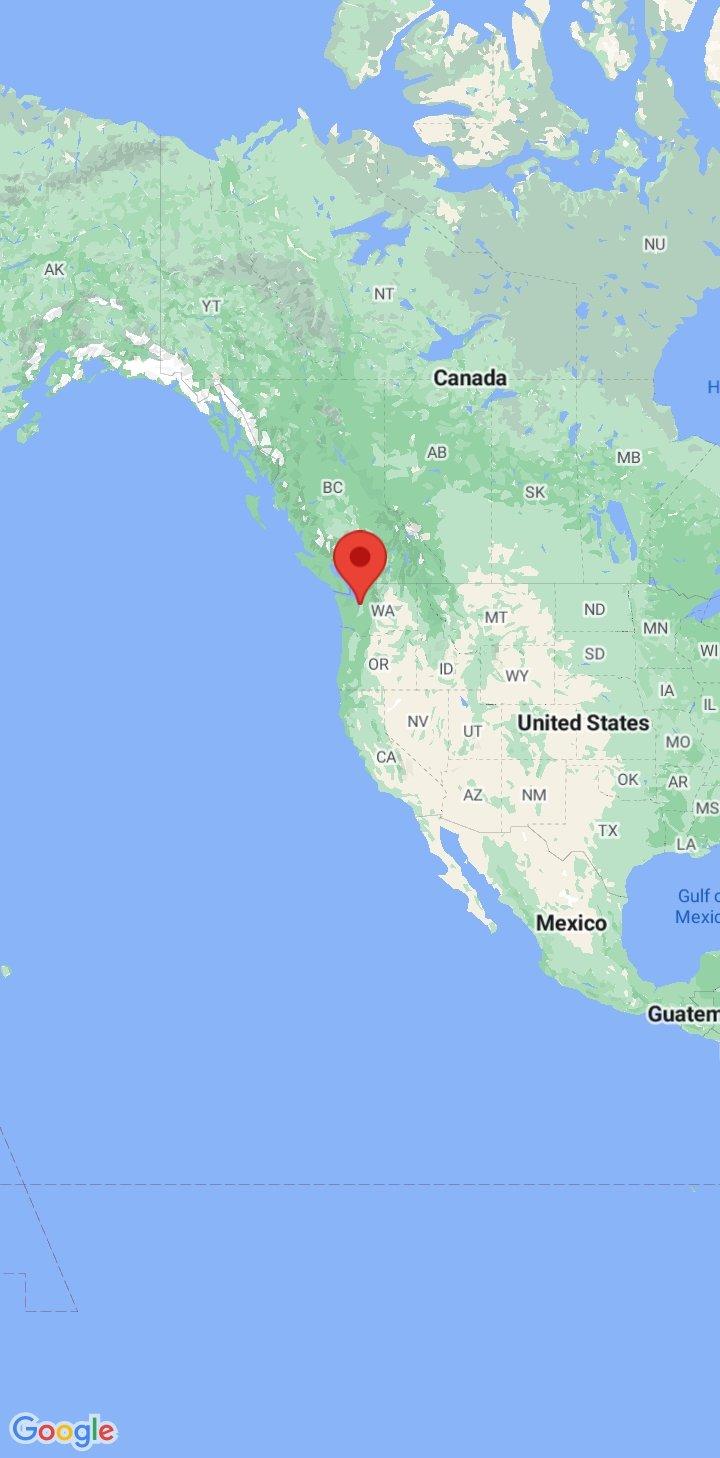 NU
AK
NT
YT
Canada
H
AB
MB
BC
SK
WA
MT
ND
MN
OR
ID
SD
WI
WY
IA
IL
NV
UT
United States
MO
CA
OK
AR
AZ
NM
MS
TX
LA
Gulf o
Mexic
Mexico
Guatem
Google